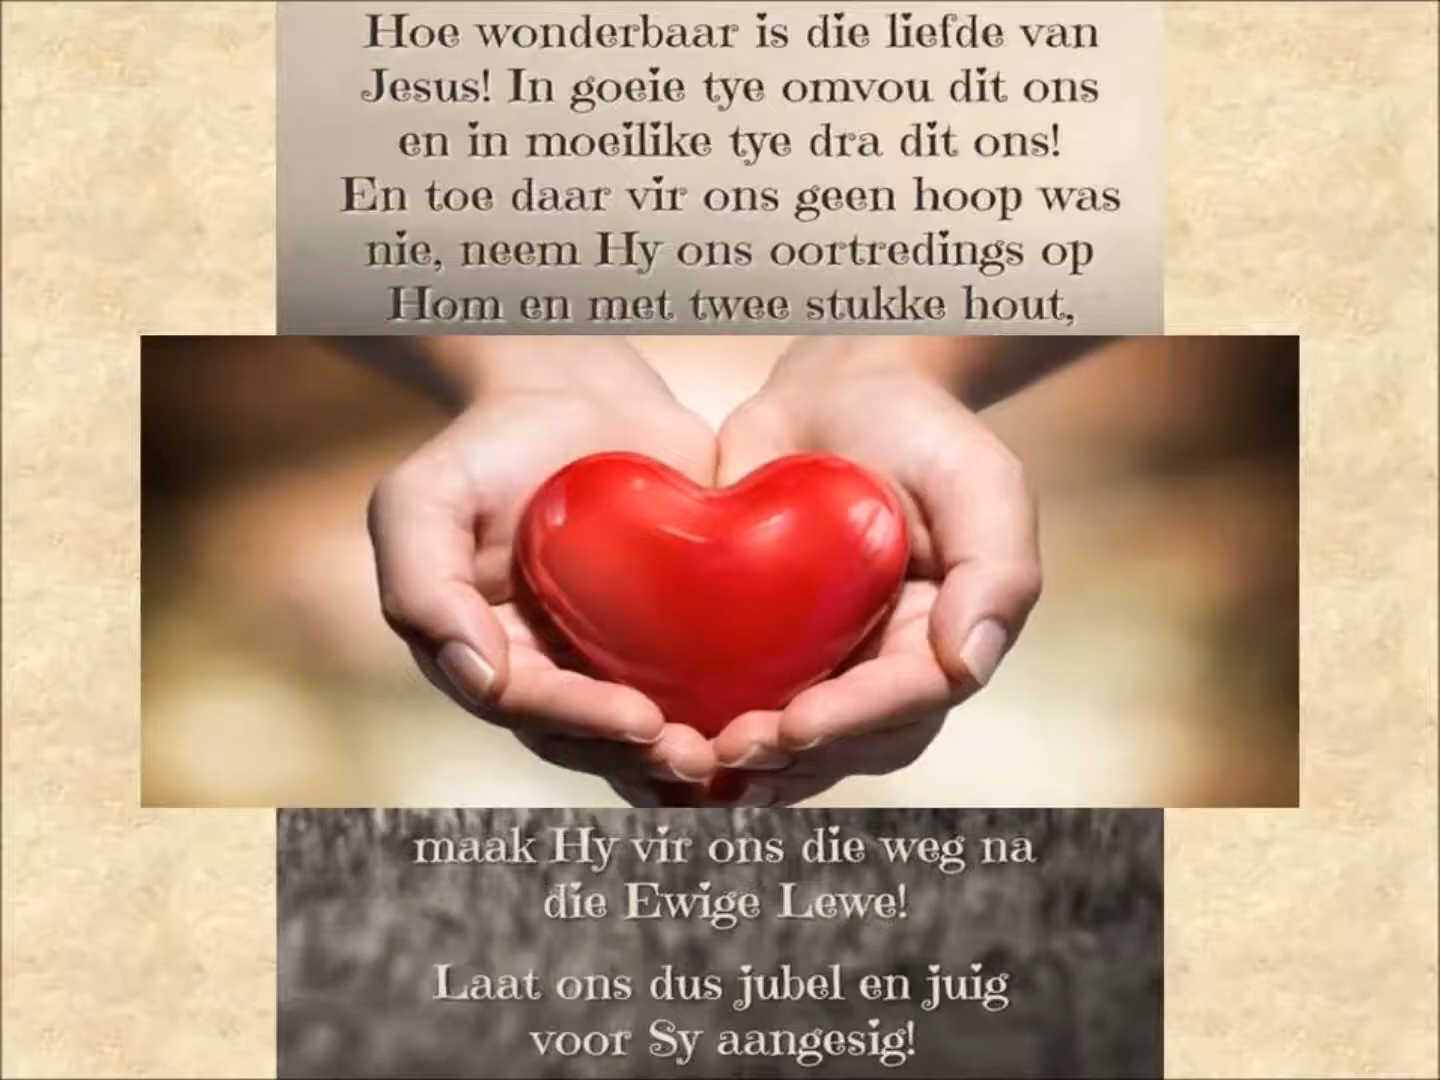 Hoe wonderbaar is die liefde van
Jesus! In goeie tye omvou dit ons
en in moeilike tye dra dit ons!
En toe daar vir ons geen hoop was
nie, neem Hy ons oortredings op
Hom en met twee stukke hout,
maak Hy vir ons die weg na
die Ewige Lewe!
Laat ons dus jubel en juig
voor Sy aangesig!